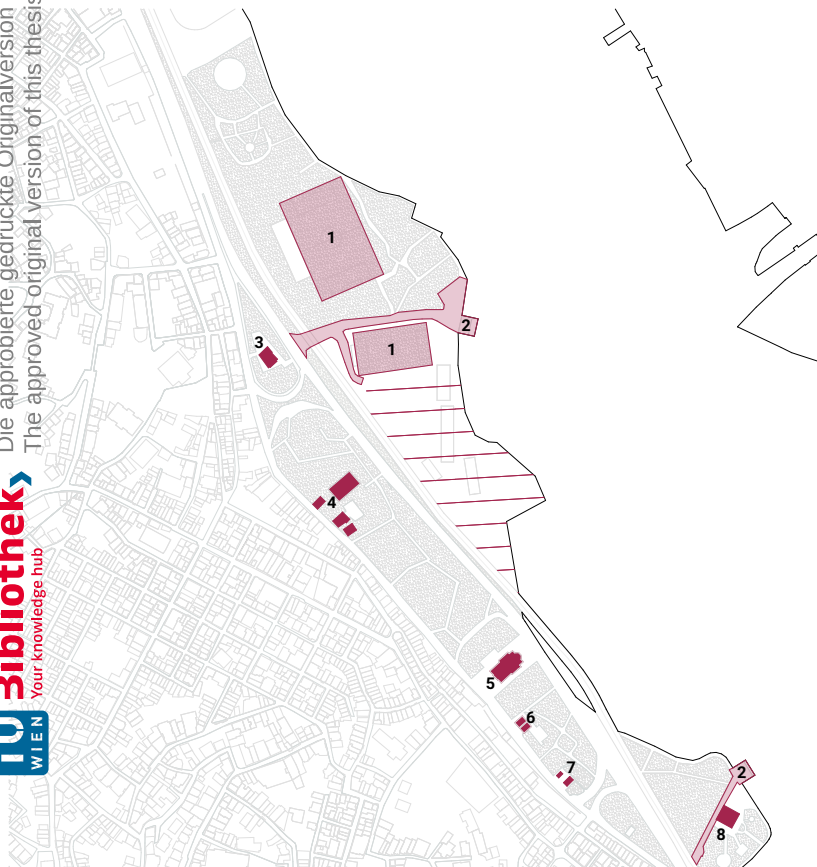 Die approbierte gedruckte Originalversion
The approved original version of this thesis
Bibliothek
Your knowledge hub
TU
WIEN
1
2
1
3
4
5
6
7
2
8